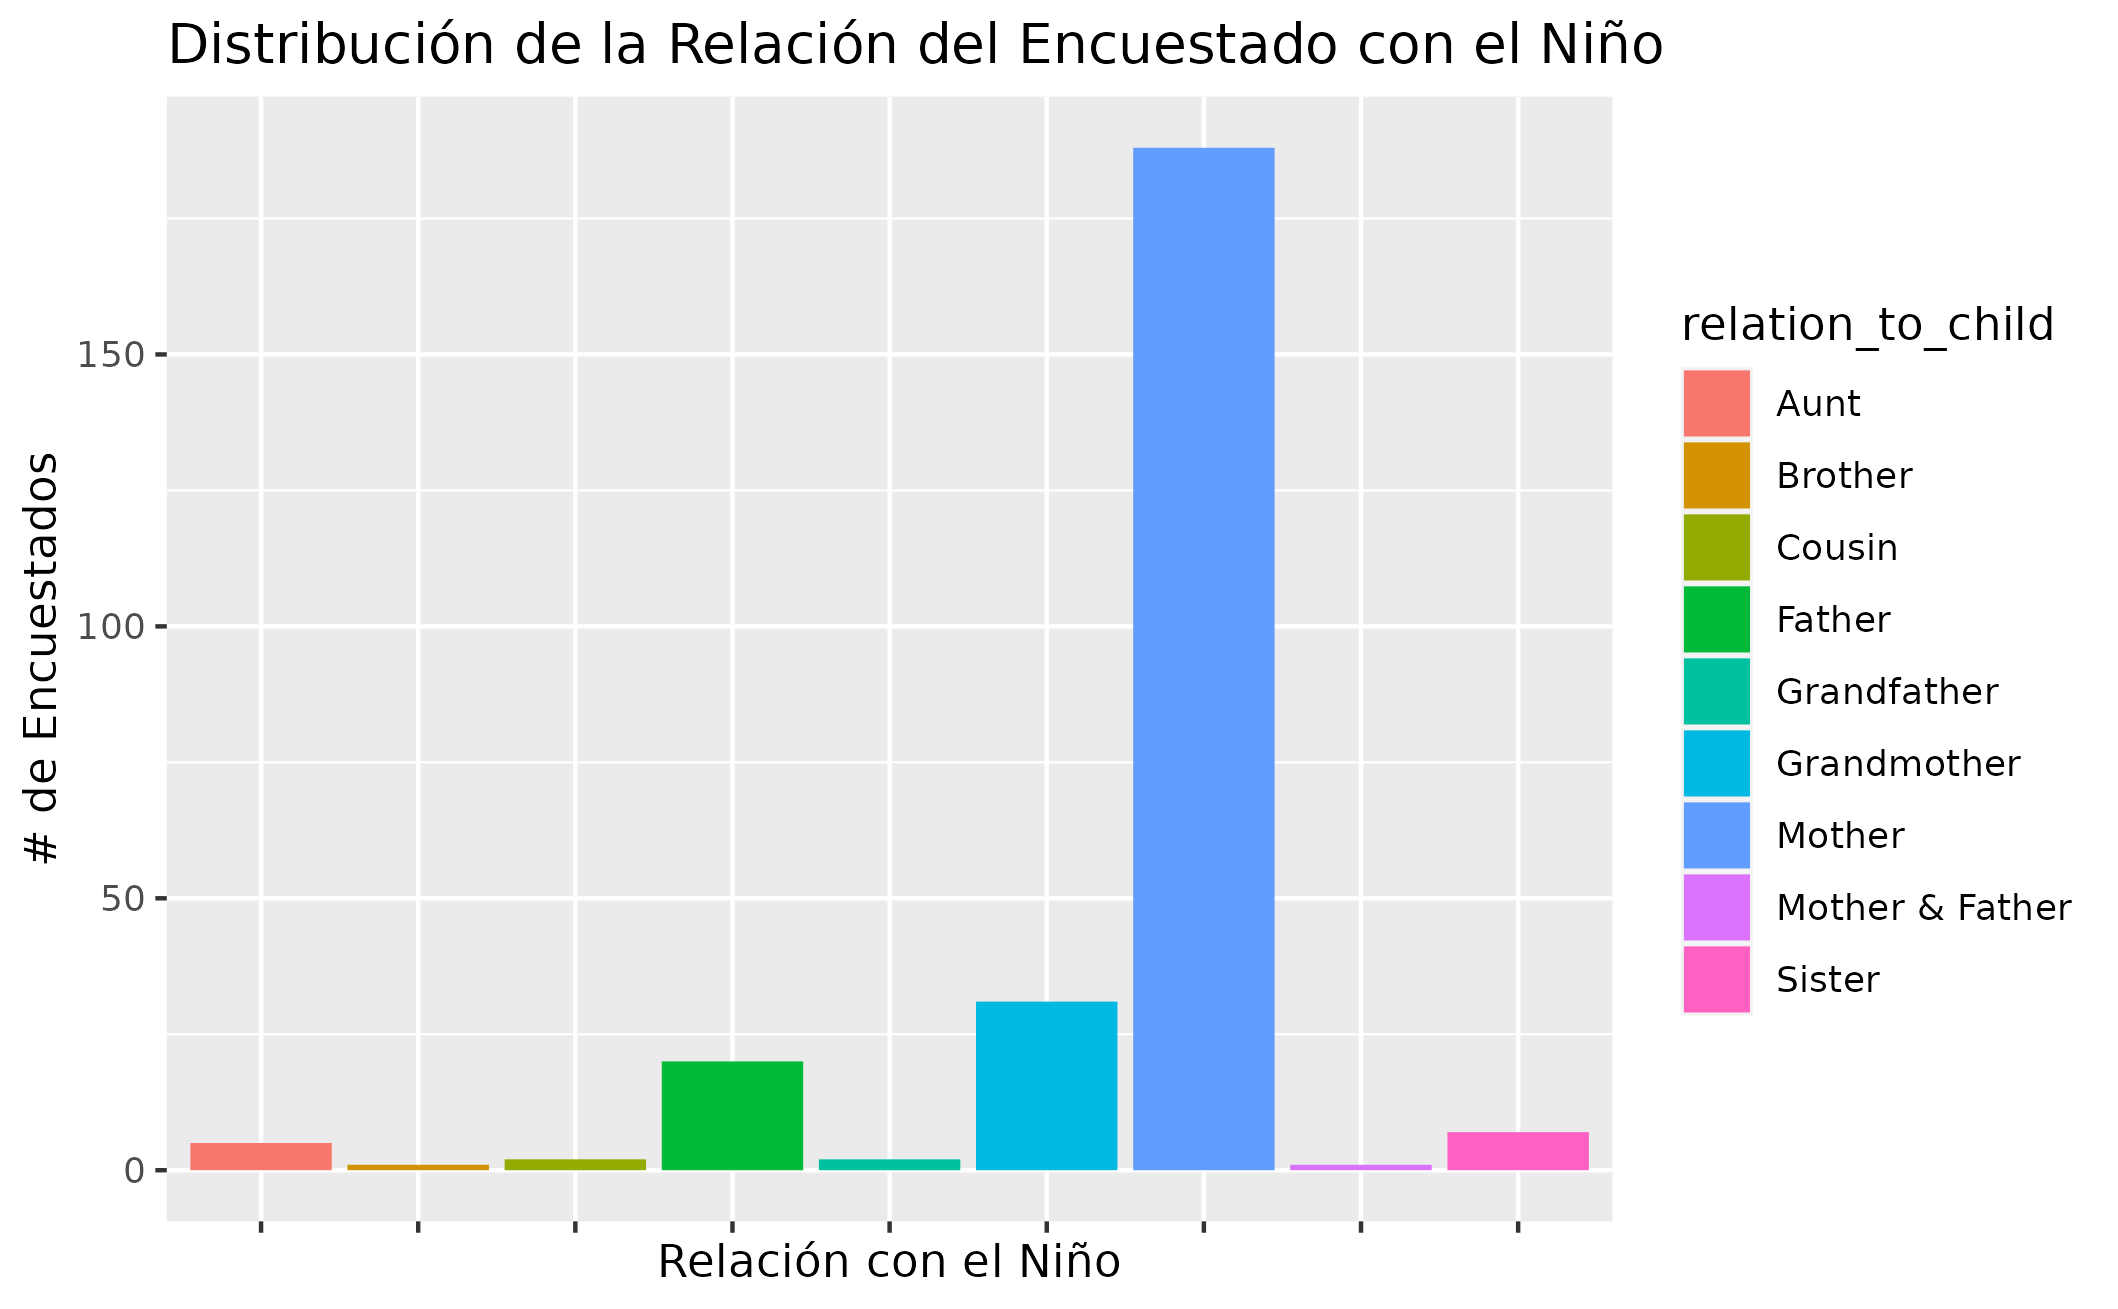 Distribución de la Relación del Encuestado con el Niño
# de Encuestados
150
100
50
0
Relación con el Niño
relation_to_child
Aunt
Brother
Cousin
Father
Grandfather
Grandmother
Mother
Mother & Father
Sister